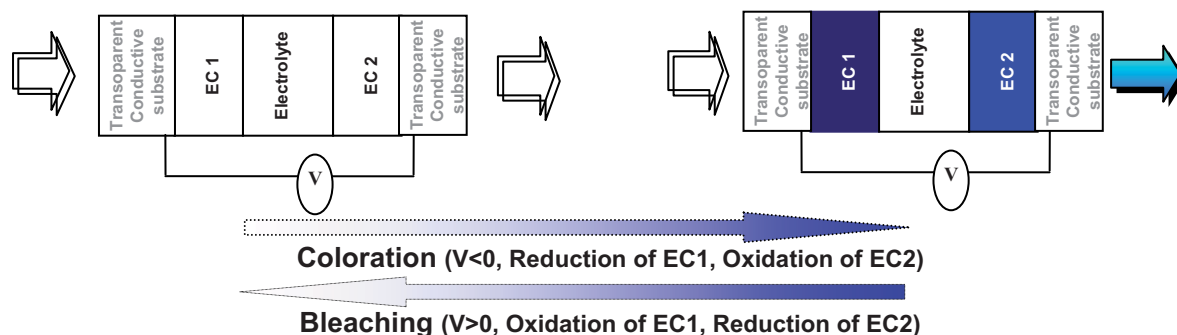 Transoparent
Conductive
substrate
EC 1
Electrolyte
EC 2
Transoparent
Conductive
substrate
V
Transoparent
Conductive
substrate
EC 1
Electrolyte
EC 2
Transoparent
Conductive
substrate
V
Coloration (V<0, Reduction of EC1, Oxidation of EC2)
Bleaching (V>0, Oxidation of EC1, Reduction of EC2)